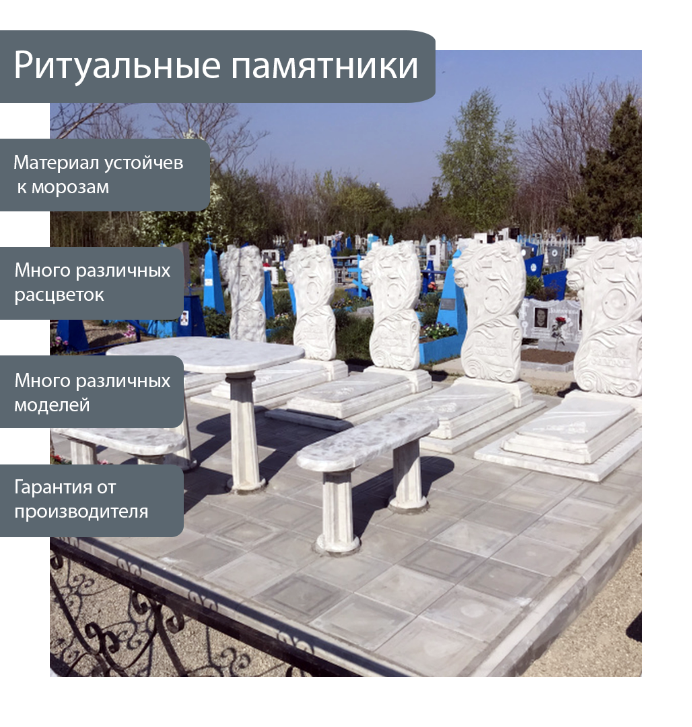 Ритуальные памятники
Материал устойчев
к морозам
Много различных
расцветок
Много различных
моделей
Гарантия от
производителя